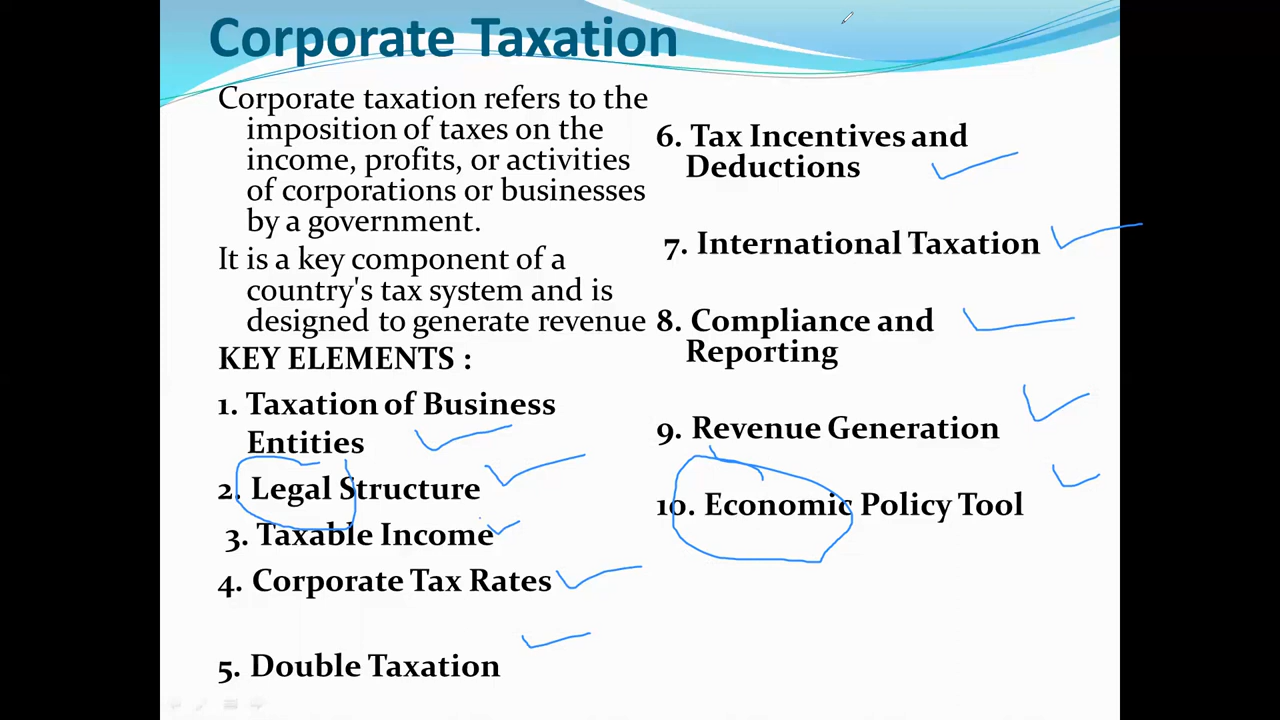 Corporate Taxation
Corporate taxation refers to the
imposition of taxes on the
income, profits, or activities
of corporations or businesses
by a government.
It is a key component of a
country's tax system and is
designed to generate revenue
KEY ELEMENTS :
1. Taxation of Business
Entities
2. Legal Structure
3. Taxable Income
4. Corporate Tax Rates
5. Double Taxation
6. Tax Incentives and
Deductions
7. International Taxation
8. Compliance and
Reporting
9. Revenue Generation
10. Economic Policy Tool